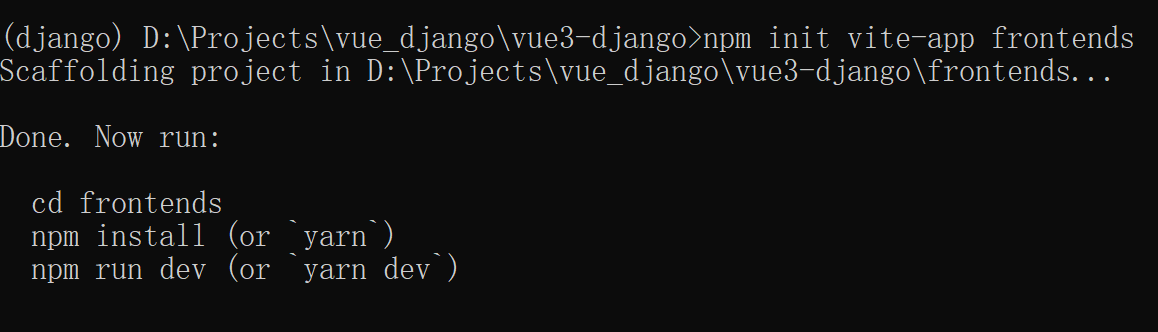 (django) D:\Projects\vue_django\vue3-django>npm init vite-app frontends
Scaffolding project in D:\Projects\vue_django\vue3-django\frontends...
Done. Now run:
cd frontends
npm install (or `yarn`)
npm run dev (or `yarn dev`)